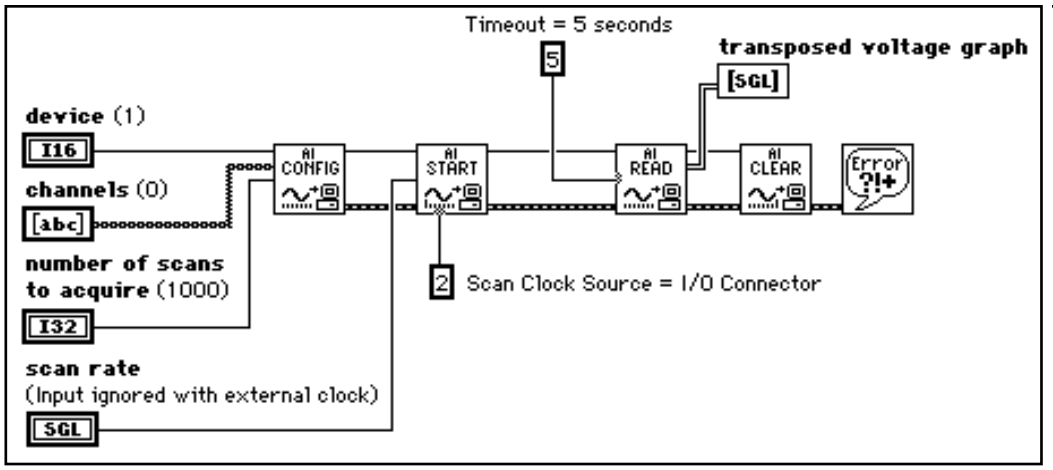 Timeout = 5 seconds
5
transposed voltage graph
[SGL]
device (1)
I16
AI
CONFIG
AI
START
AI
READ
AI
CLEAR
Error
?!+
channels (0)
[abc]
number of scans
to acquire (1000)
I32
2 Scan Clock Source = I/O Connector
scan rate
(Input ignored with external clock)
SGL